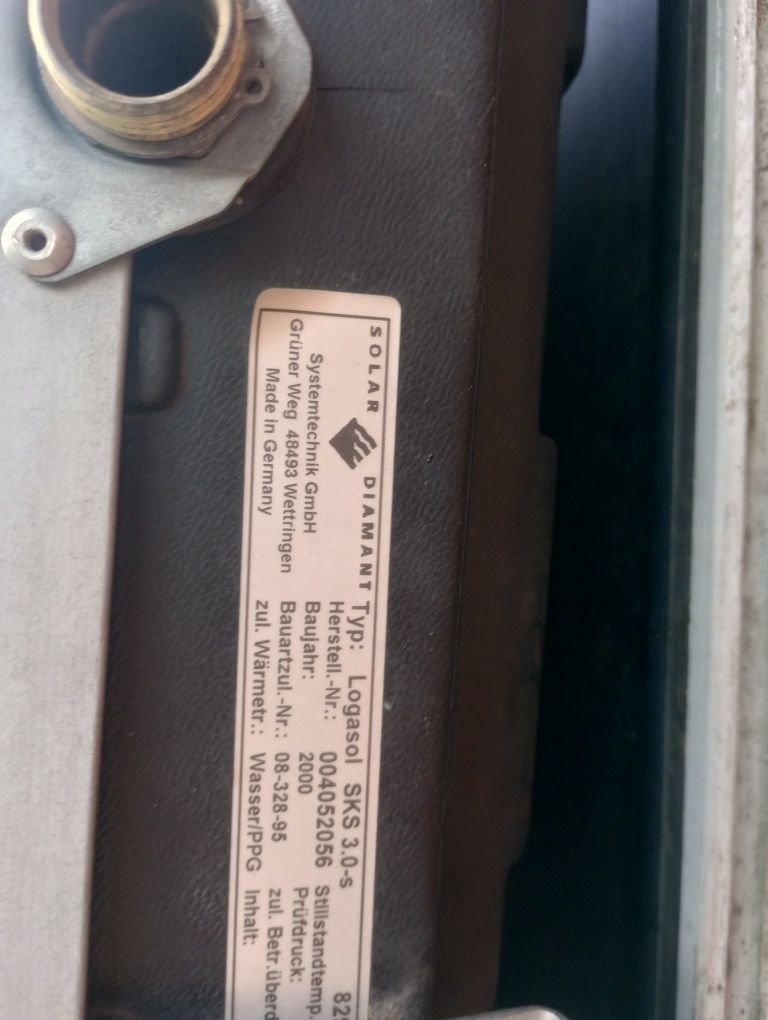 SOLAR DIAMANT
Systemtechnik GmbH
Grüner Weg 48493 Wettringen
Made in Germany
Typ: Logasol SKS 3.0-s
Herstell.-Nr.: 004052056
Baujahr: 2000
Bauartzul.-Nr.: 08-328-95
zul. Wärmetr.: Wasser/PPG
Stillstandtemp.
Prüfdruck:
zul. Betr.überd
Inhalt: